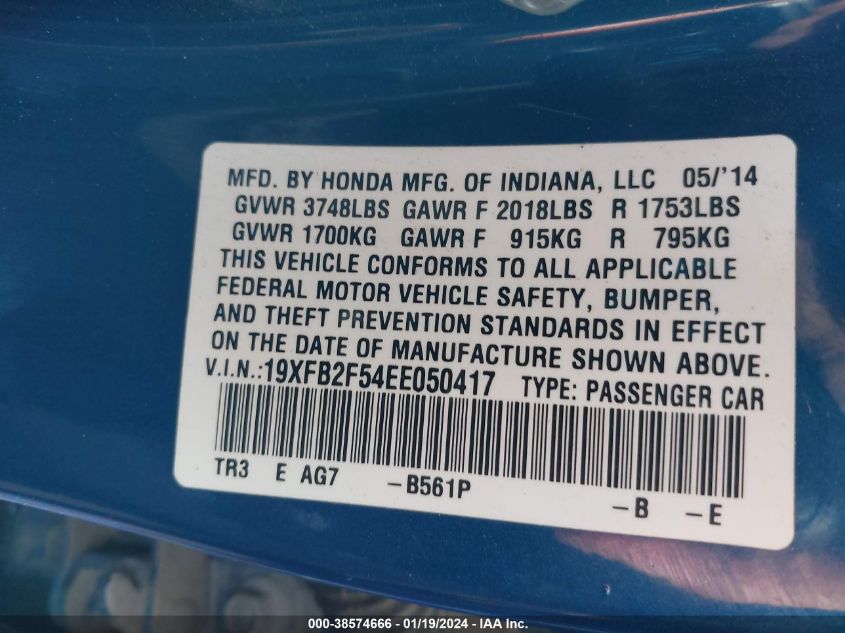 MFD. BY HONDA MFG. OF INDIANA, LLC 05/'14
GVWR 3748LBS GAWR F 2018LBS R 1753LBS
GVWR 1700KG GAWR F 915KG R 795KG
THIS VEHICLE CONFORMS TO ALL APPLICABLE
FEDERAL MOTOR VEHICLE SAFETY, BUMPER,
AND THEFT PREVENTION STANDARDS IN EFFECT
ON THE DATE OF MANUFACTURE SHOWN ABOVE.
V.I.N.:19XFB2F54EE050417 TYPE: PASSENGER CAR
TR3 E AG7 -B561P -B -E
000-38574666 - 01/19/2024 - IAA Inc.